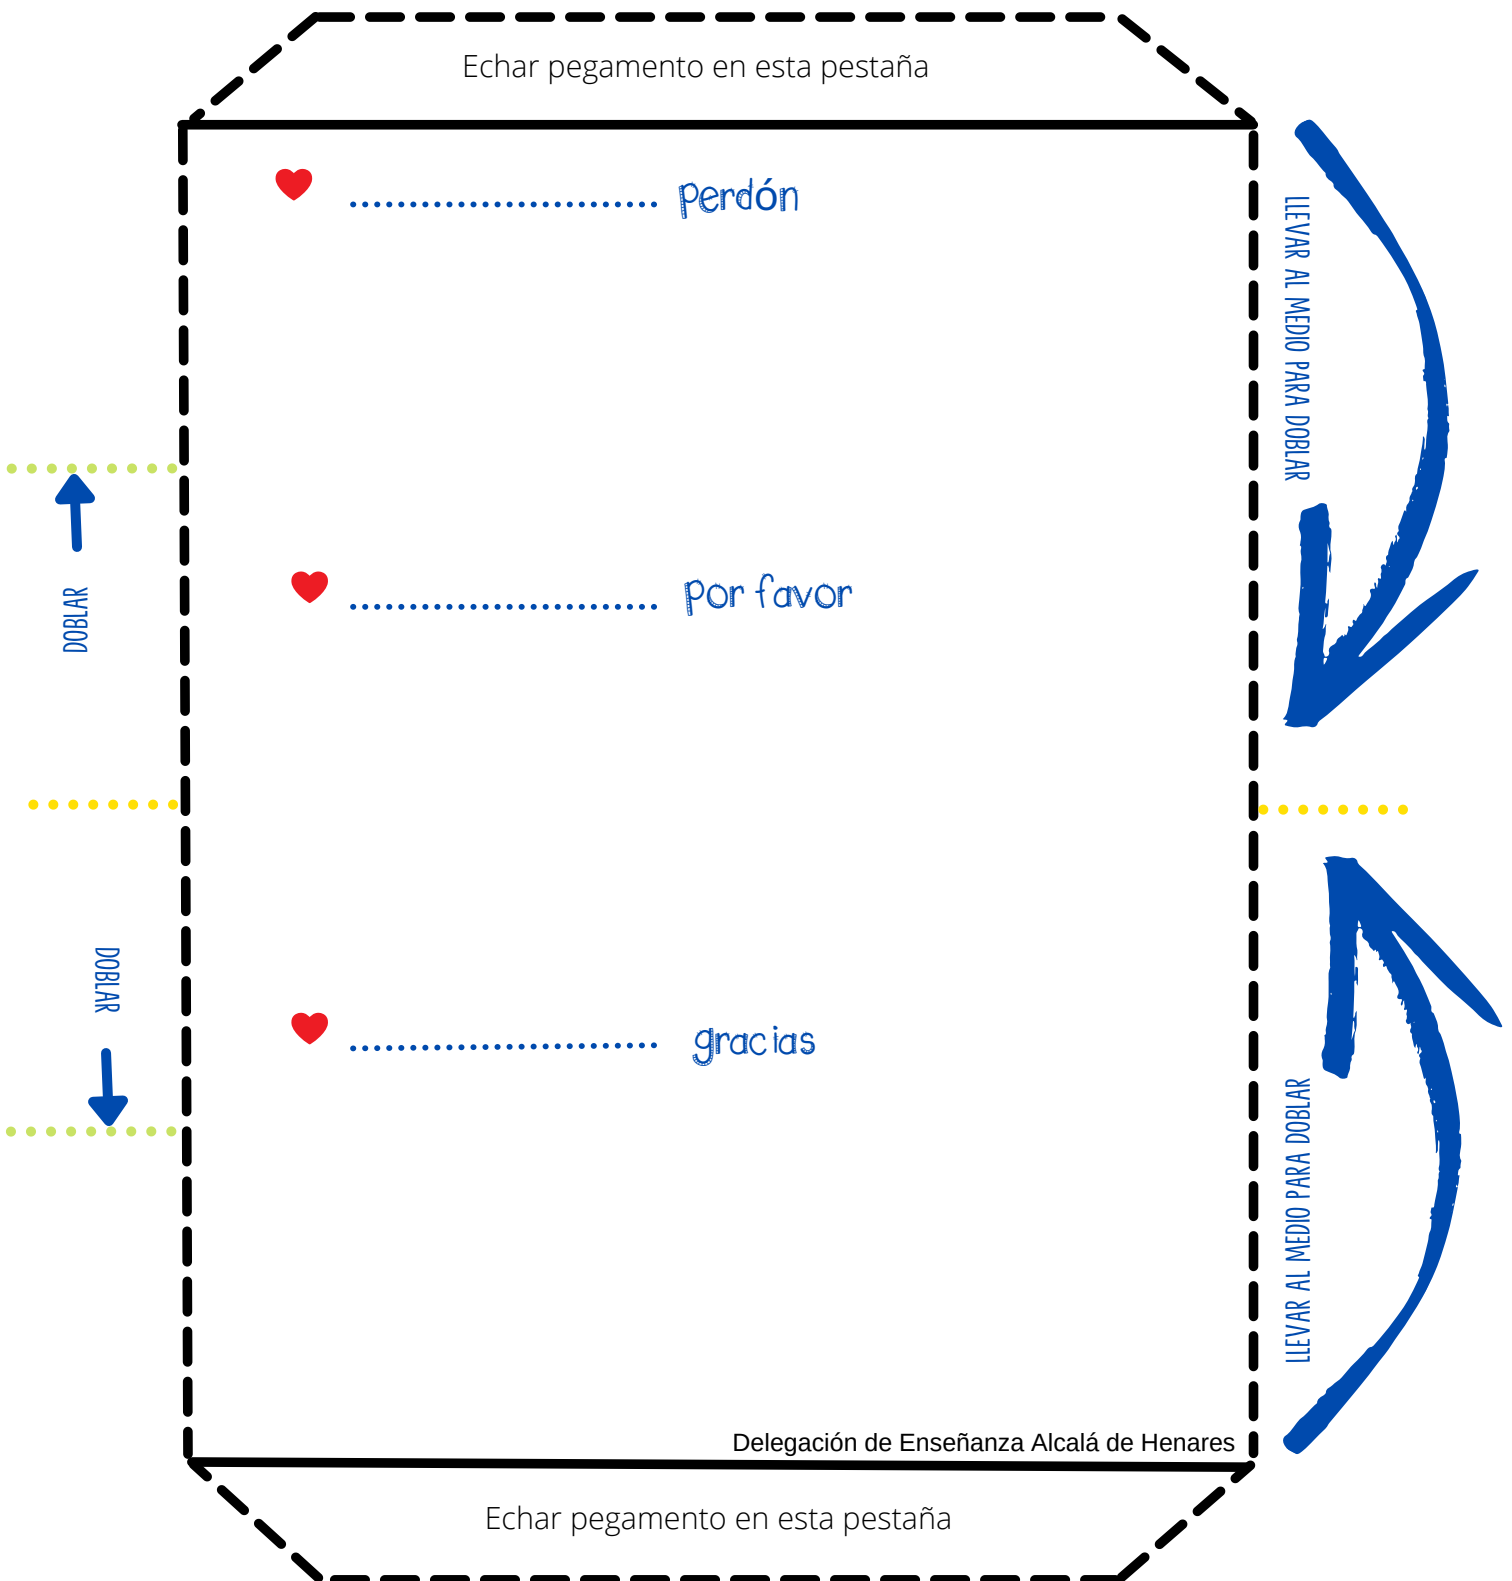 Echar pegamento en esta pestaña
perdón
LLEVAR AL MEDIO PARA DOBLAR
DOBLAR
por favor
DOBLAR
gracias
LLEVAR AL MEDIO PARA DOBLAR
Delegación de Enseñanza Alcalá de Henares
Echar pegamento en esta pestaña